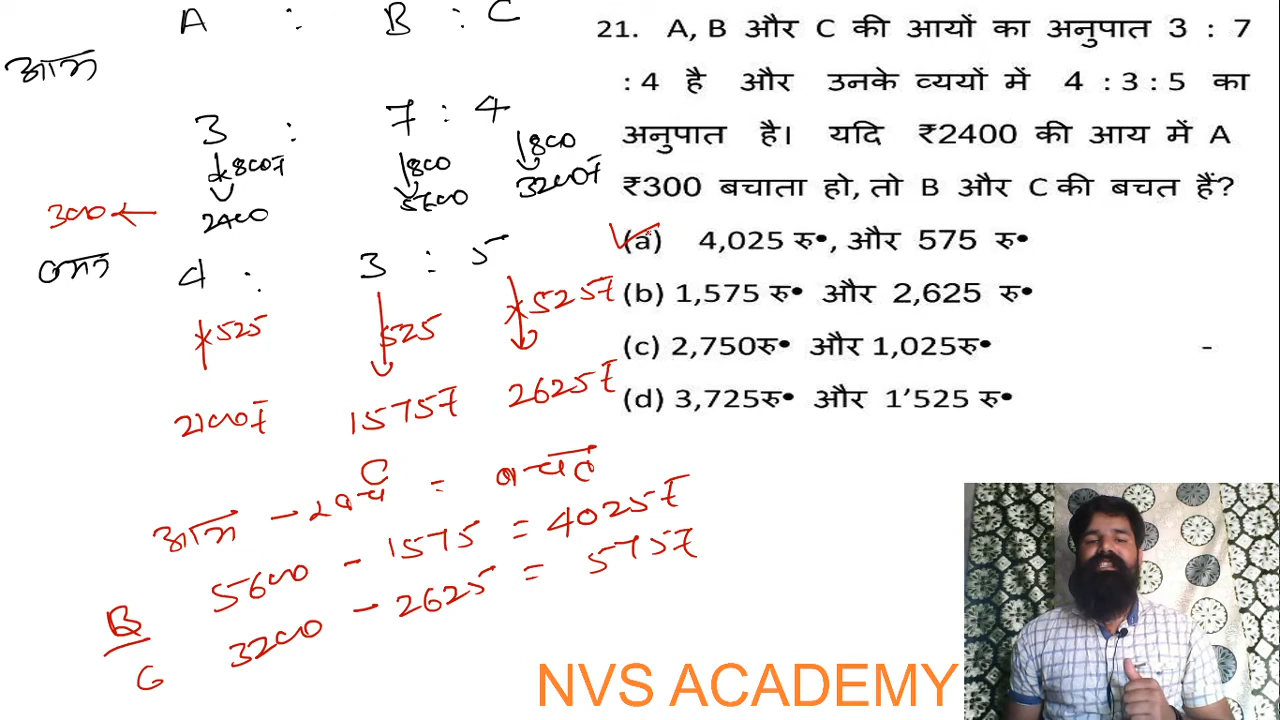 A : B : C
आय
3 : 7 : 4
×800₹ 1800 1800
300 ← 2400 5600 3200₹
व्यय 4 : 3 : 5
×525 525 ×525₹
2100₹ 1575₹ 2625₹
आय - व्यय = बचत
B 5600 - 1575 = 4025₹
C 3200 - 2625 = 575₹
21. A, B और C की आयों का अनुपात 3 : 7
: 4 है और उनके व्ययों में 4 : 3 : 5 का
अनुपात है। यदि ₹2400 की आय में A
₹300 बचाता हो, तो B और C की बचत हैं?
(a) 4,025 रु•, और 575 रु•
(b) 1,575 रु• और 2,625 रु•
(c) 2,750रु• और 1,025रु•
(d) 3,725रु• और 1’525 रु•
-
NVS ACADEMY